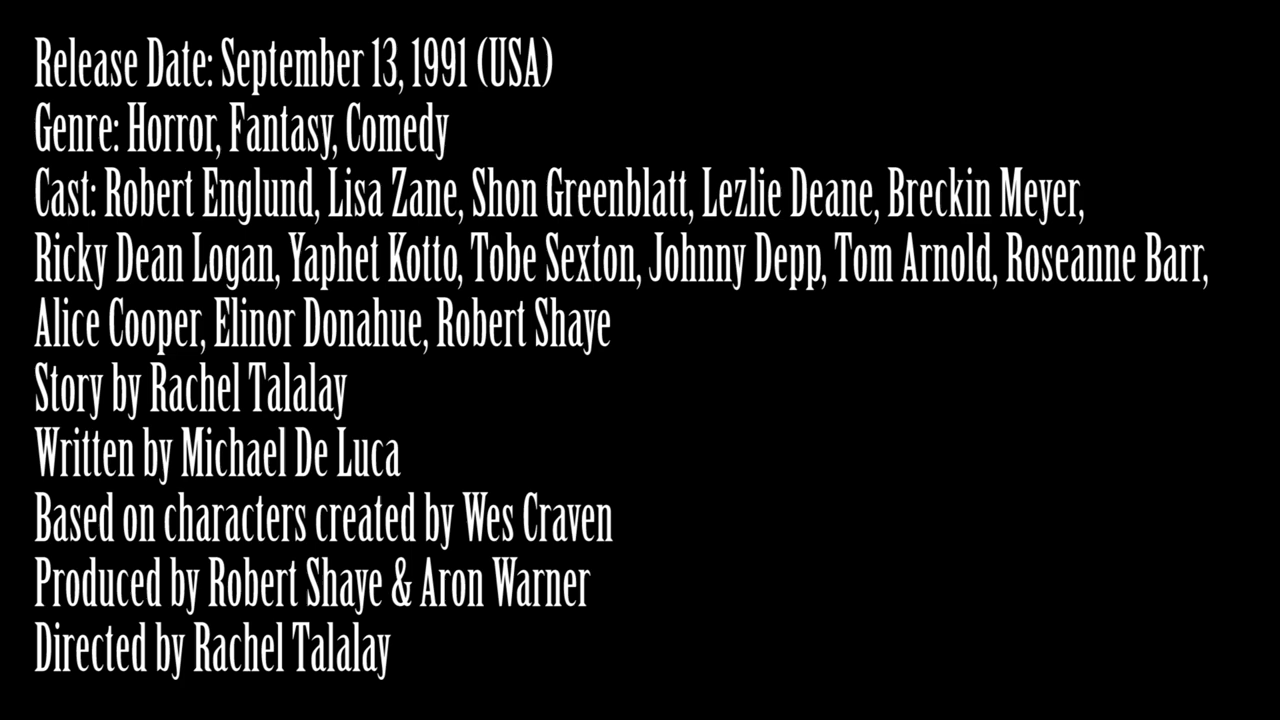 Release Date: September 13, 1991 (USA)
Genre: Horror, Fantasy, Comedy
Cast: Robert Englund, Lisa Zane, Shon Greenblatt, Lezlie Deane, Breckin Meyer,
Ricky Dean Logan, Yaphet Kotto, Tobe Sexton, Johnny Depp, Tom Arnold, Roseanne Barr,
Alice Cooper, Elinor Donahue, Robert Shaye
Story by Rachel Talalay
Written by Michael De Luca
Based on characters created by Wes Craven
Produced by Robert Shaye & Aron Warner
Directed by Rachel Talalay